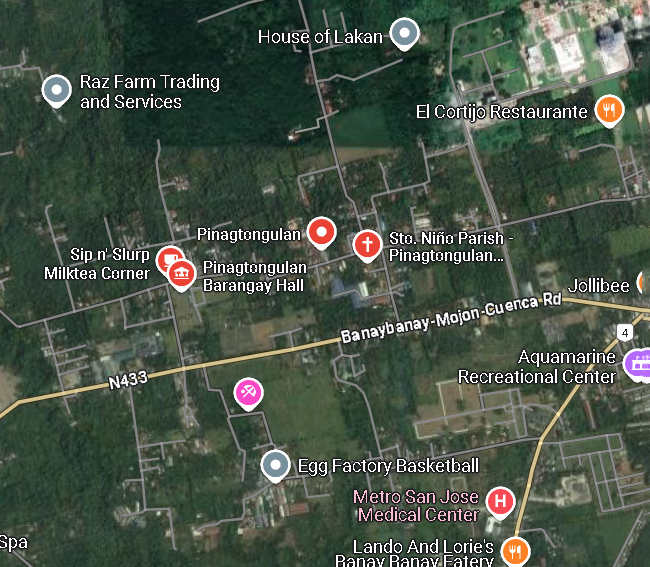 House of Lakan
Raz Farm Trading
and Services
El Cortijo Restaurante
Pinagtongulan
Sto. Niño Parish -
Pinagtongulan...
Sip n' Slurp
Milktea Corner
Pinagtongulan
Barangay Hall
Jollibee
Banaybanay-Mojon-Cuenca Rd
4
Aquamarine
Recreational Center
N433
Egg Factory Basketball
Metro San Jose
Medical Center
H
Spa
Lando And Lorie's
Banay Banay Eatery